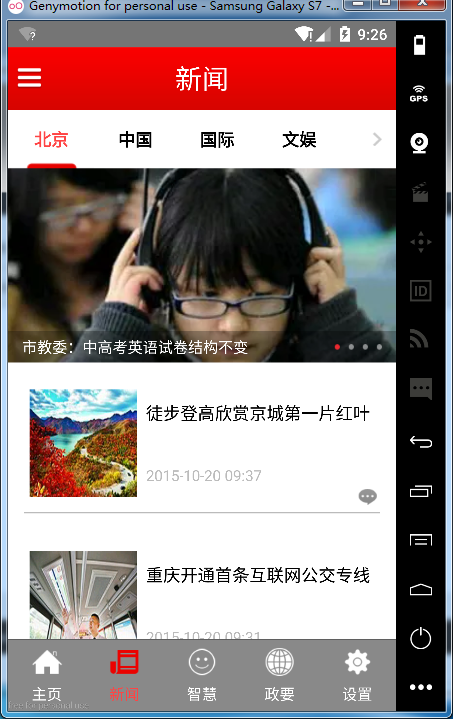 Genymotion for personal use - Samsung Galaxy S7 -...
? 9:26
新闻
GPS
北京 中国 国际 文娱
ID
市教委：中高考英语试卷结构不变
徒步登高欣赏京城第一片红叶
2015-10-20 09:37
重庆开通首条互联网公交专线
2015-10-20 09:31
主页 新闻 智慧 政要 设置
free for personal use